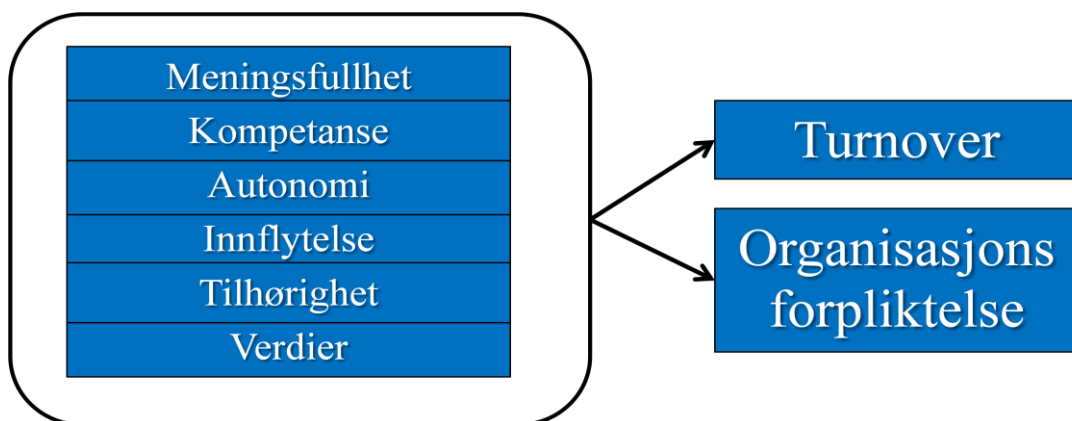 Meningsfullhet
Kompetanse
Autonomi
Innflytelse
Tilhørighet
Verdier
Turnover
Organisasjons
forpliktelse